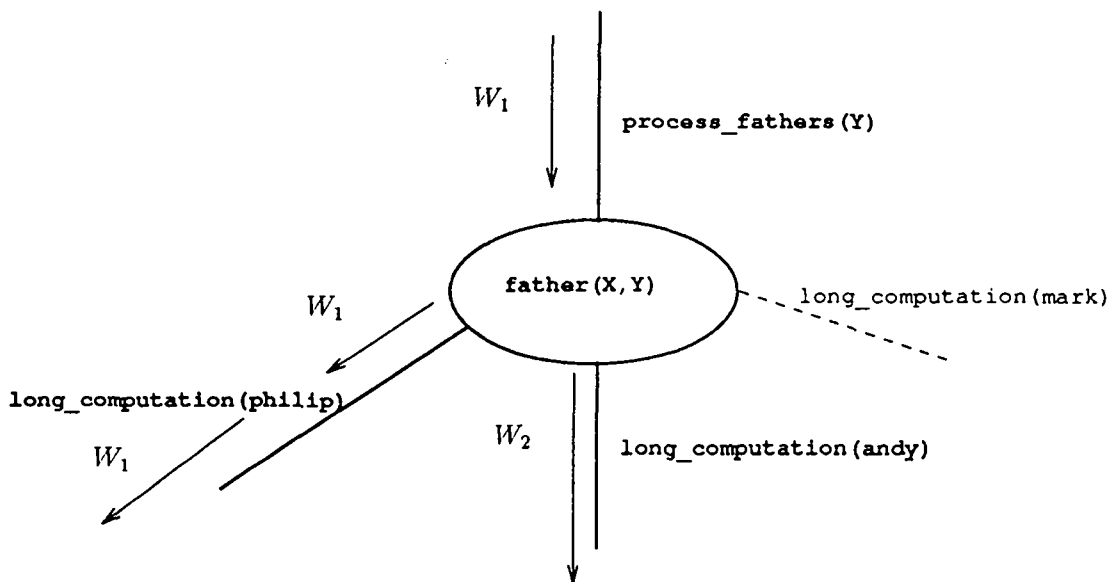 W₁
process_fathers(Y)
father(X,Y)
long_computation(mark)
W₁
long_computation(philip)
W₁
W₂
long_computation(andy)